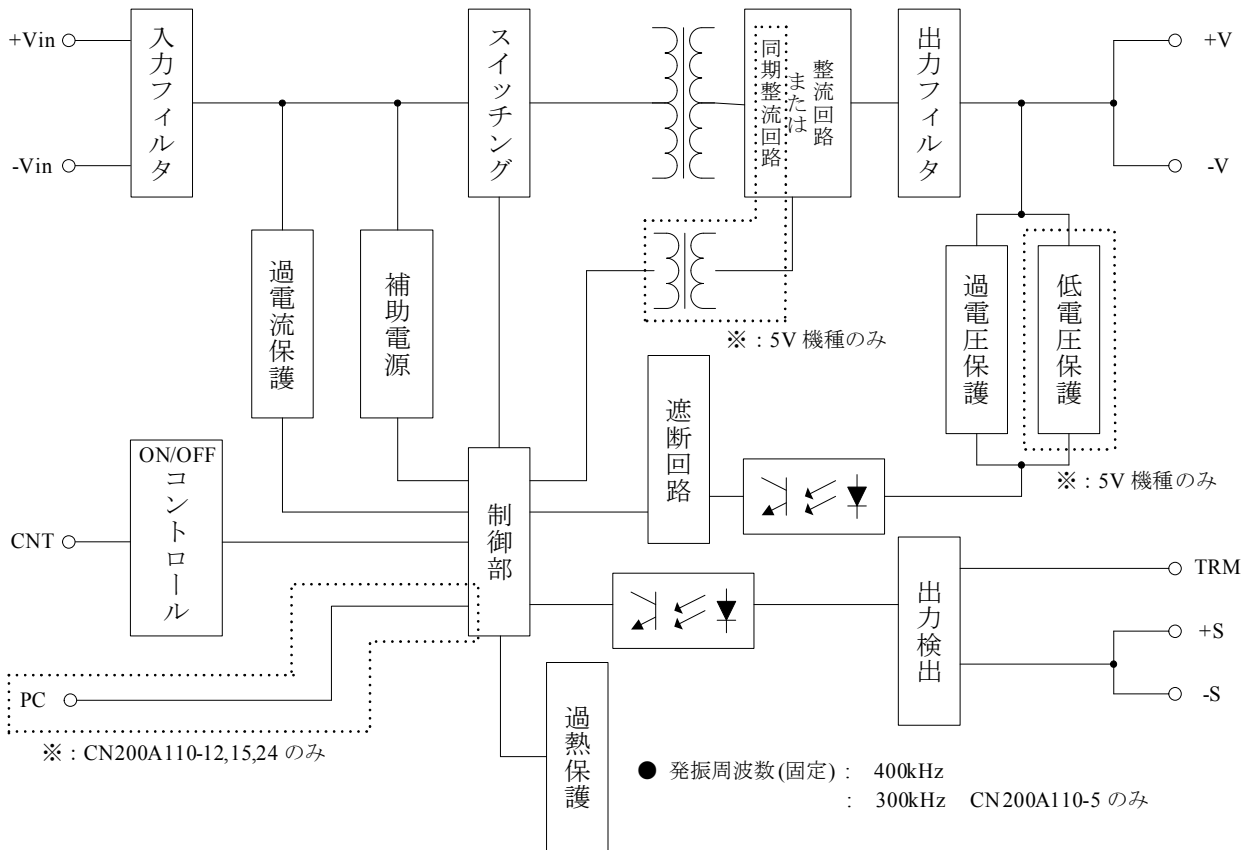 +Vin
-Vin
入力フィルタ
スイッチング
同期整流回路
または
整流回路
出力フィルタ
+V
-V
過電流保護
補助電源
※：5V 機種のみ
過電圧保護
低電圧保護
※：5V 機種のみ
遮断回路
ON/OFF
コントロール
CNT
制御部
出力検出
TRM
+S
-S
PC
※：CN200A110-12,15,24 のみ
過熱保護
● 発振周波数(固定)： 400kHz
： 300kHz CN200A110-5 のみ